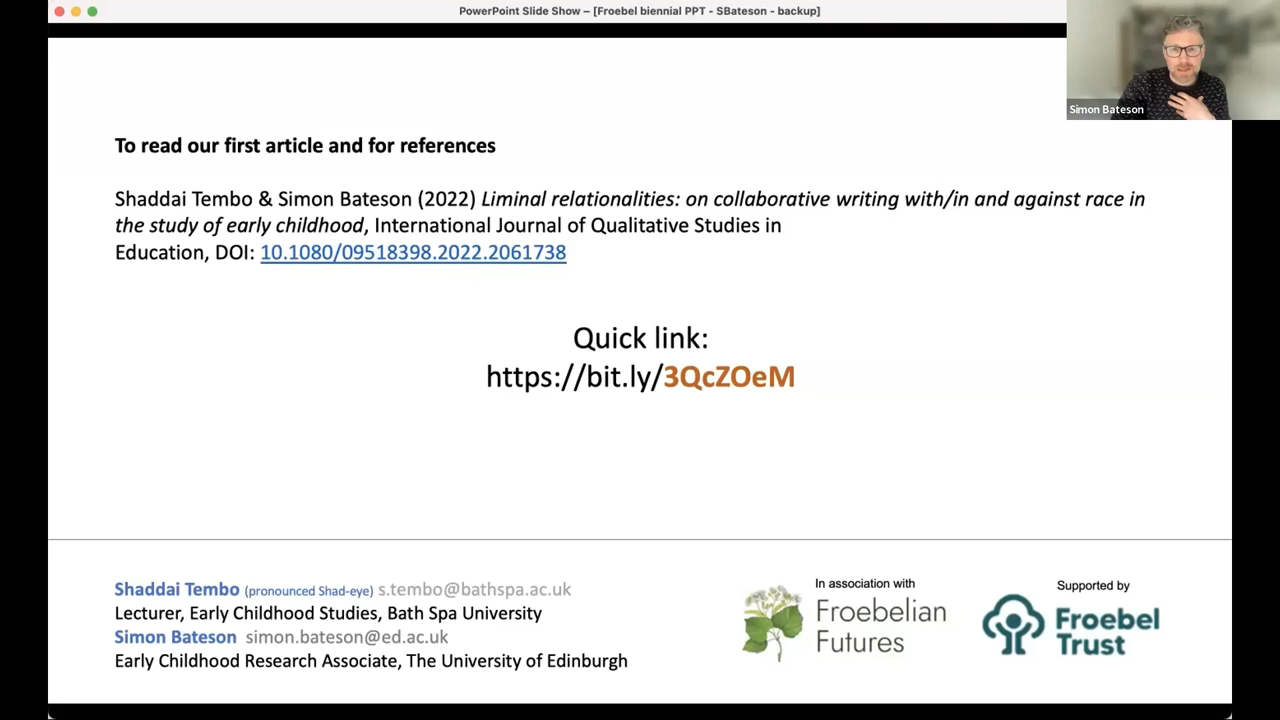 PowerPoint Slide Show – [Froebel biennial PPT - SBateson - backup]
Simon Bateson
To read our first article and for references
Shaddai Tembo & Simon Bateson (2022) Liminal relationalities: on collaborative writing with/in and against race in
the study of early childhood, International Journal of Qualitative Studies in
Education, DOI: 10.1080/09518398.2022.2061738
Quick link:
https://bit.ly/3QcZOeM
Shaddai Tembo (pronounced Shad-eye) s.tembo@bathspa.ac.uk
Lecturer, Early Childhood Studies, Bath Spa University
Simon Bateson simon.bateson@ed.ac.uk
Early Childhood Research Associate, The University of Edinburgh
In association with
Froebelian
Futures
Supported by
Froebel
Trust